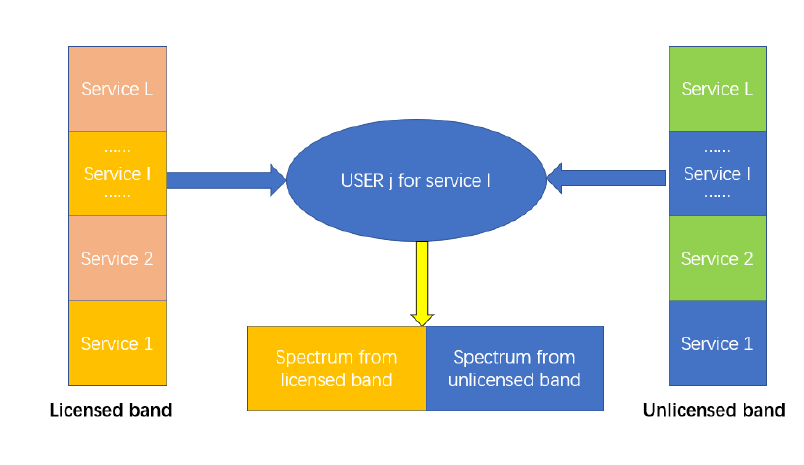 Service L
……
Service l
……
Service 2
Service 1
Licensed band
USER j for service l
Spectrum from
licensed band
Spectrum from
unlicensed band
Service L
……
Service l
……
Service 2
Service 1
Unlicensed band